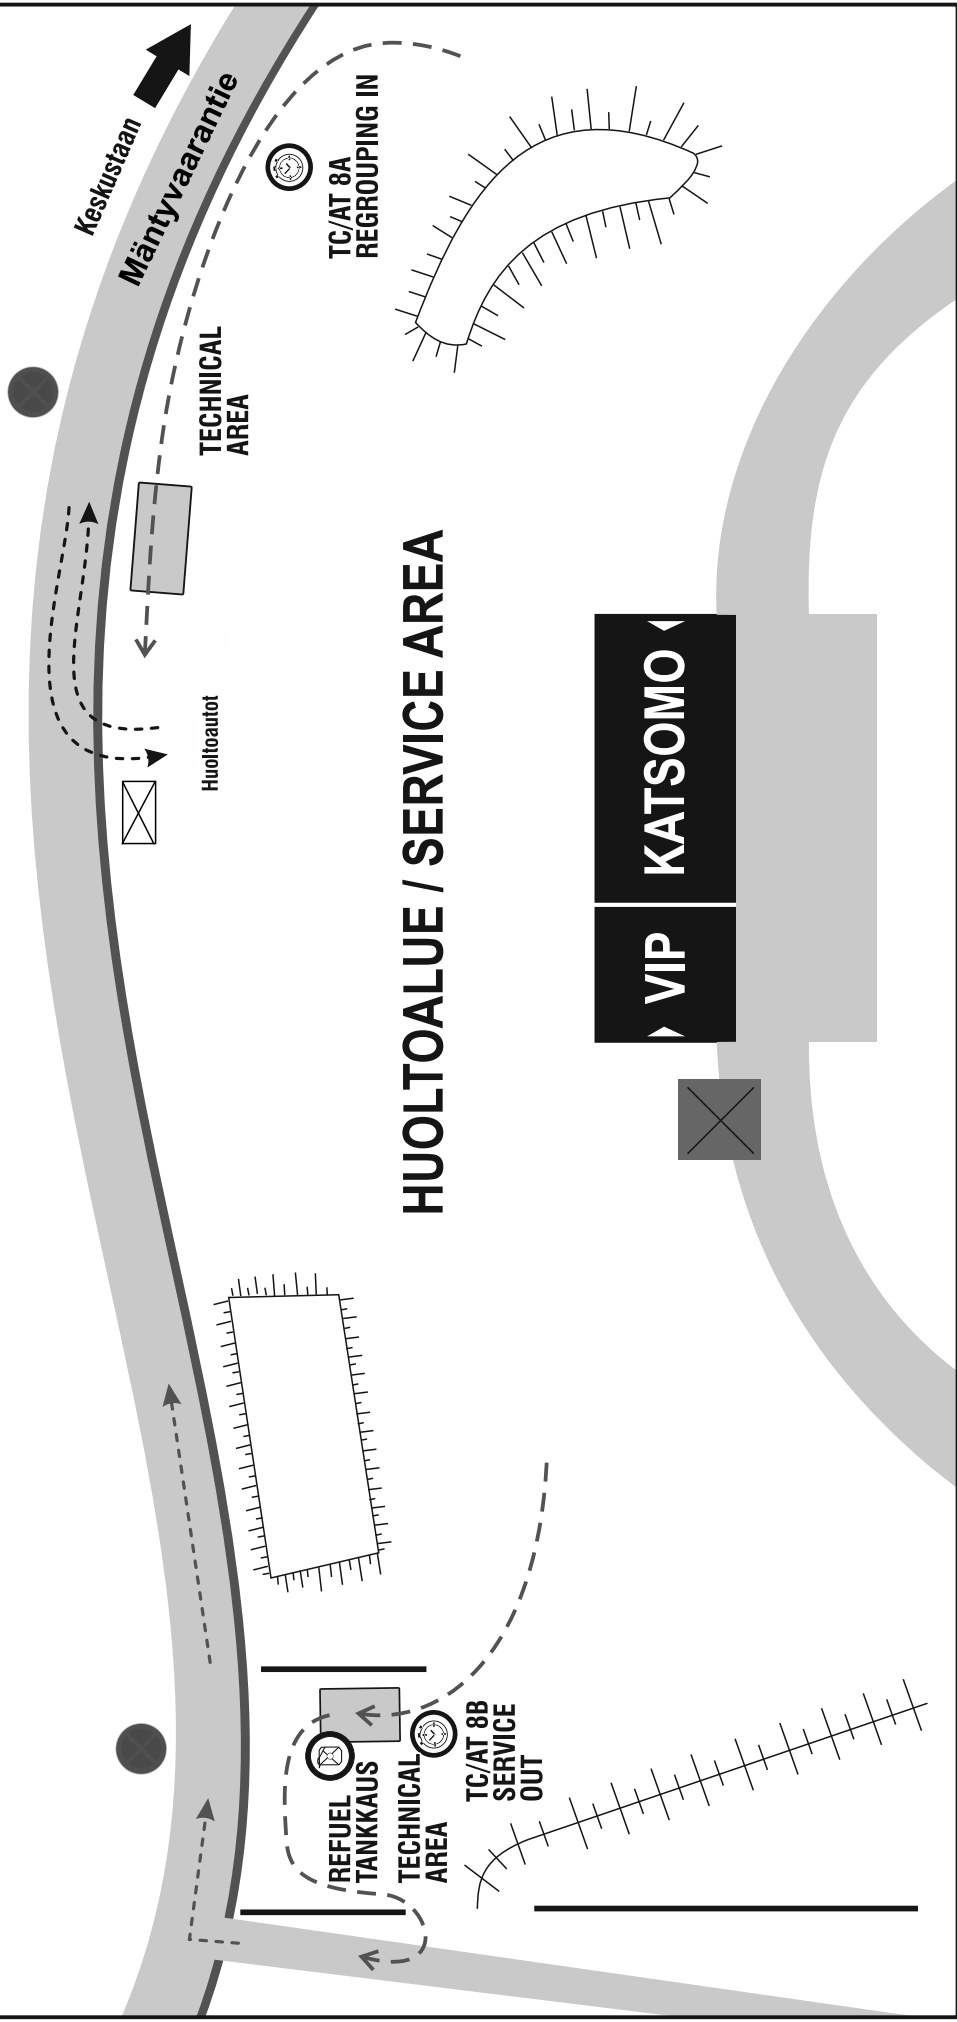 Keskustaan
Mäntyvaarantie
TC/AT 8A
REGROUPING IN
TECHNICAL
AREA
Huoltoautot
HUOLTOALUE / SERVICE AREA
KATSOMO
VIP
REFUEL
TANKKAUS
TECHNICAL
AREA
TC/AT 8B
SERVICE
OUT